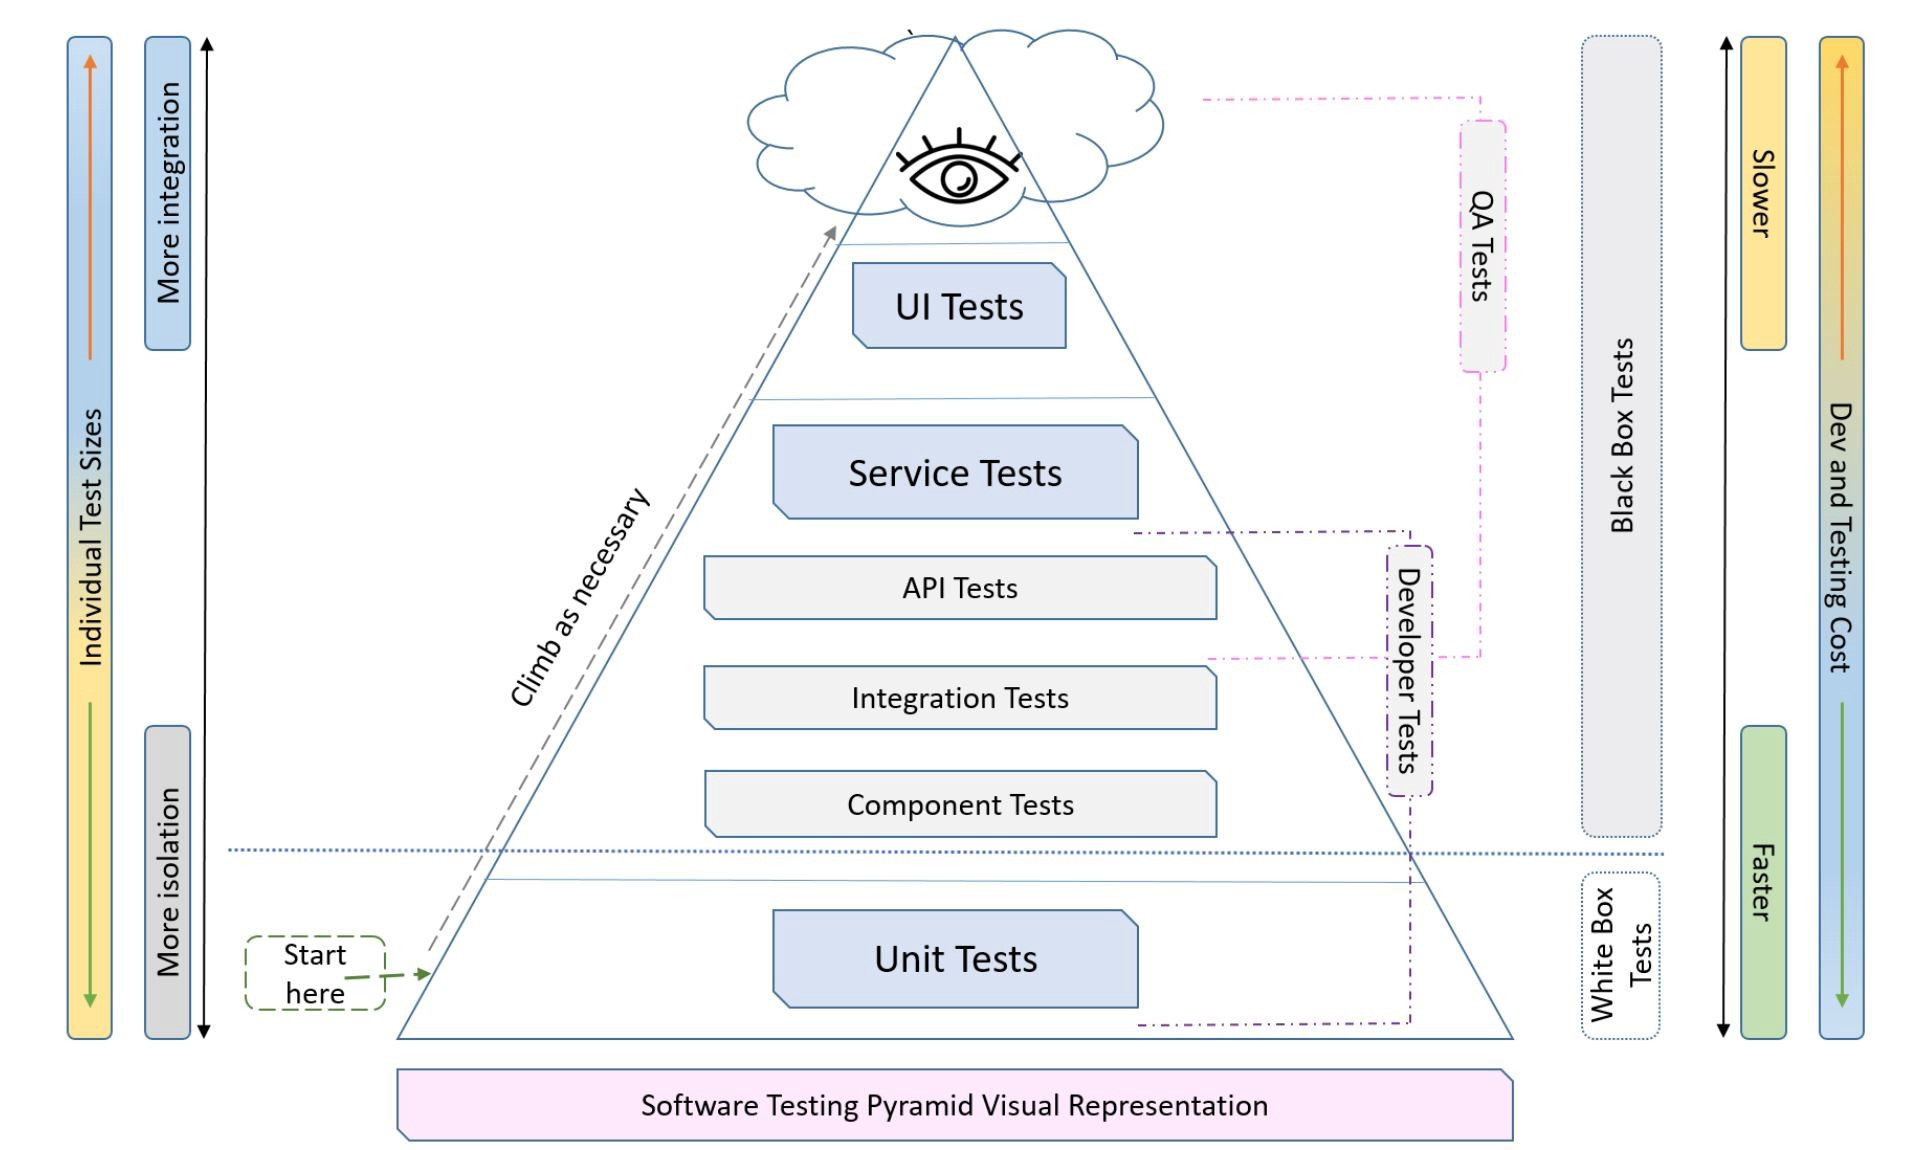 Individual Test Sizes
More integration
More isolation
Climb as necessary
Start
here
UI Tests
Service Tests
API Tests
Integration Tests
Component Tests
Unit Tests
QA Tests
Developer Tests
Black Box Tests
White Box
Tests
Slower
Faster
Dev and Testing Cost
Software Testing Pyramid Visual Representation